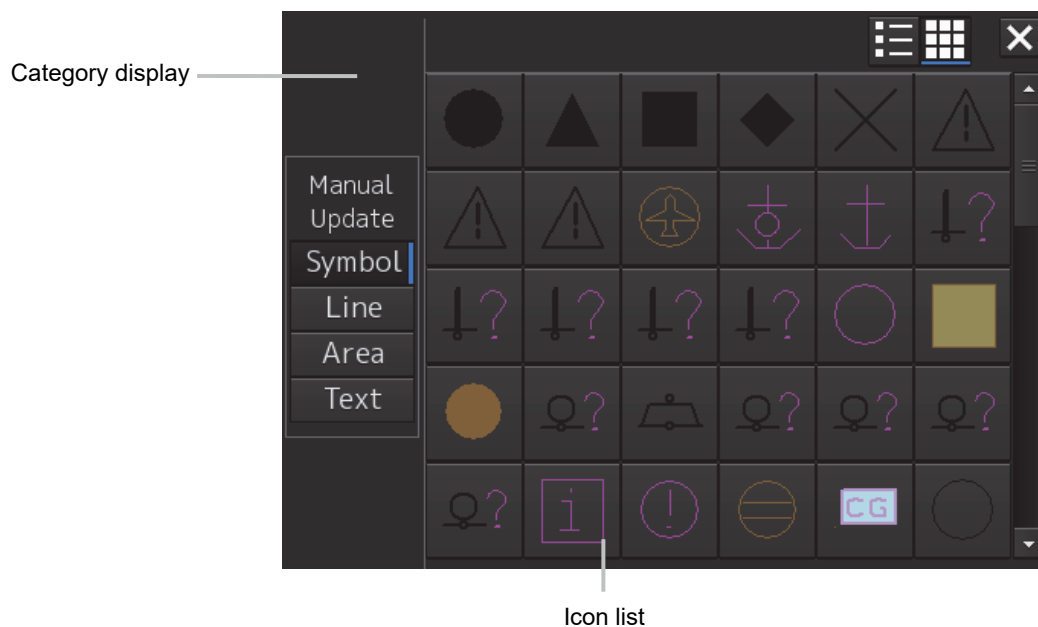 Category display
Manual
Update
Symbol
Line
Area
Text
?
? ? ? ?
? ? ? ?
? i ! CG
Icon list